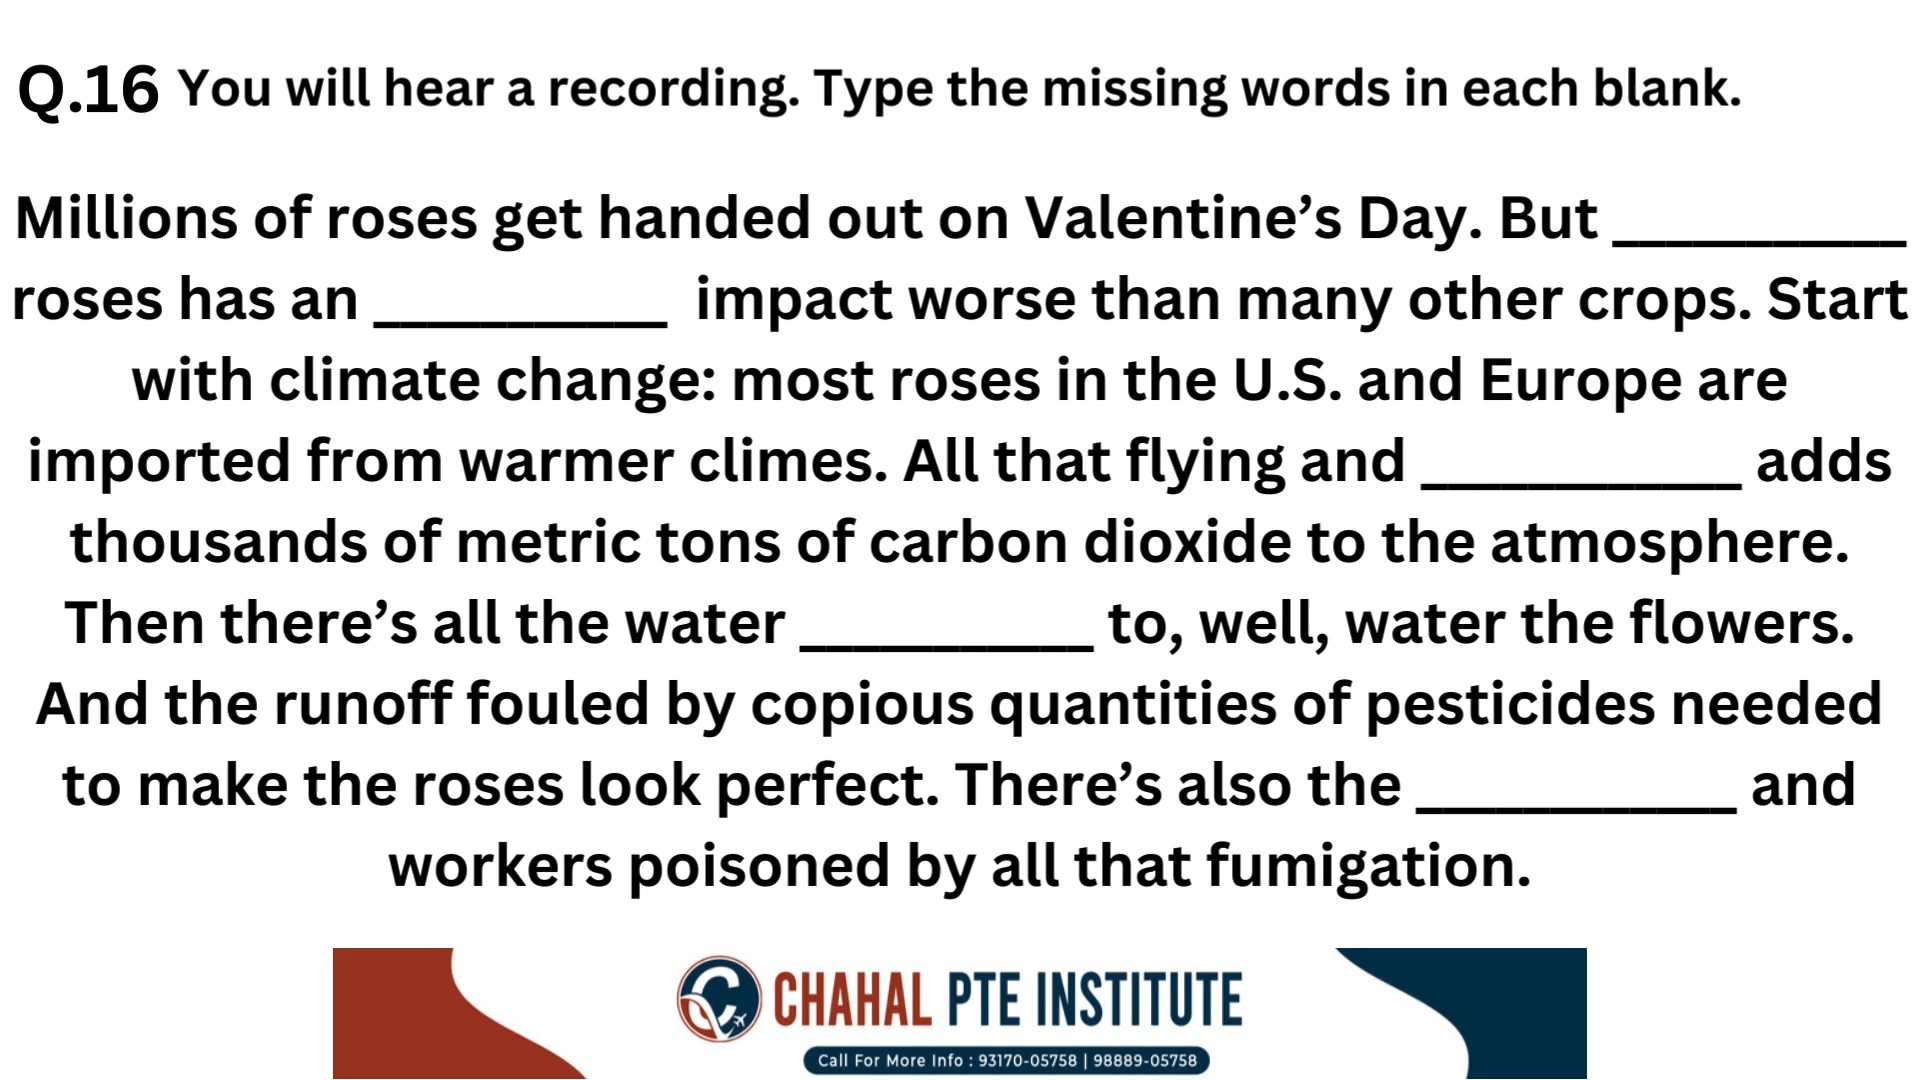 Q.16 You will hear a recording. Type the missing words in each blank.
Millions of roses get handed out on Valentine’s Day. But ___________
roses has an ___________ impact worse than many other crops. Start
with climate change: most roses in the U.S. and Europe are
imported from warmer climes. All that flying and ____________ adds
thousands of metric tons of carbon dioxide to the atmosphere.
Then there’s all the water ___________ to, well, water the flowers.
And the runoff fouled by copious quantities of pesticides needed
to make the roses look perfect. There’s also the ____________ and
workers poisoned by all that fumigation.
CHAHAL PTE INSTITUTE
Call For More Info : 93170-05758 | 98889-05758